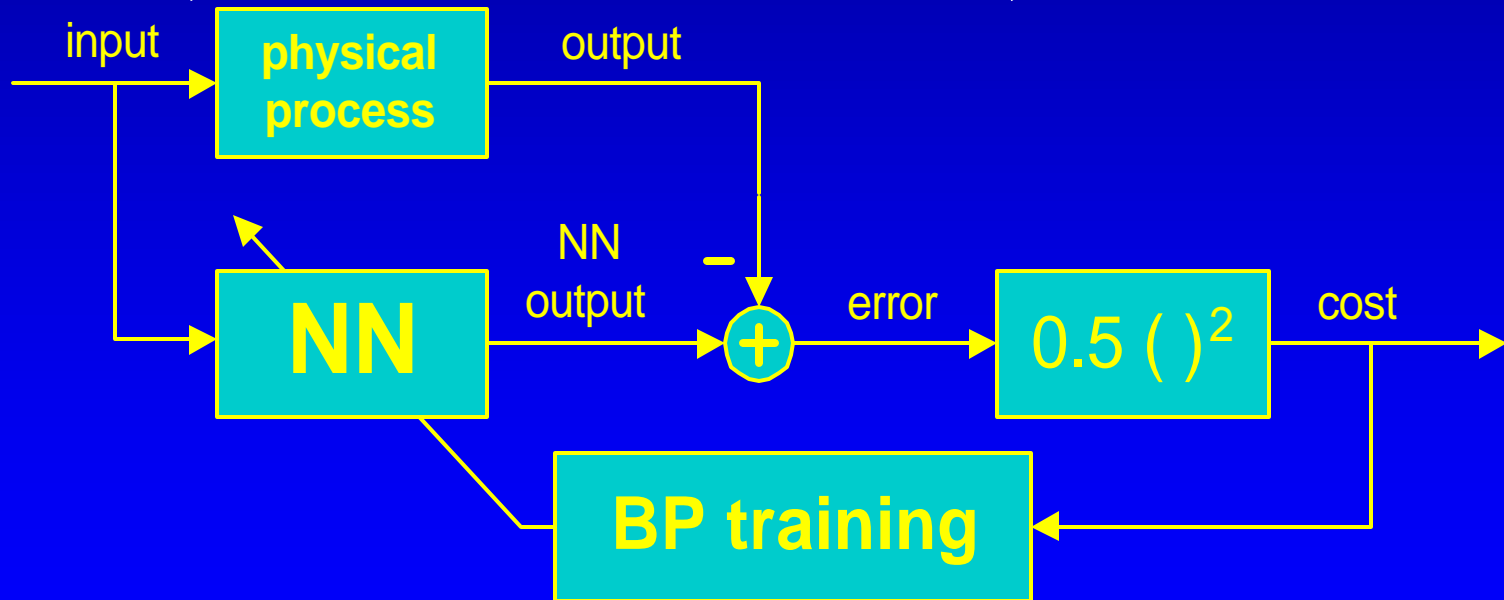 input
physical
process
output
NN
output
−
NN
+
error
0.5 ( )²
cost
BP training